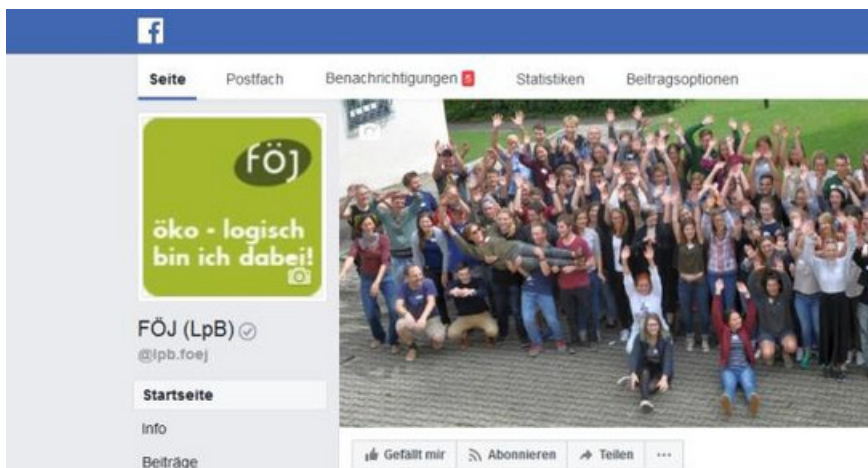 f
Seite Postfach Benachrichtigungen 5 Statistiken Beitragsoptionen
FÖJ
öko - logisch
bin ich dabei!
FÖJ (LpB)
@lpb.foej
Startseite
Info
Beiträge
Gefällt mir Abonnieren Teilen ...